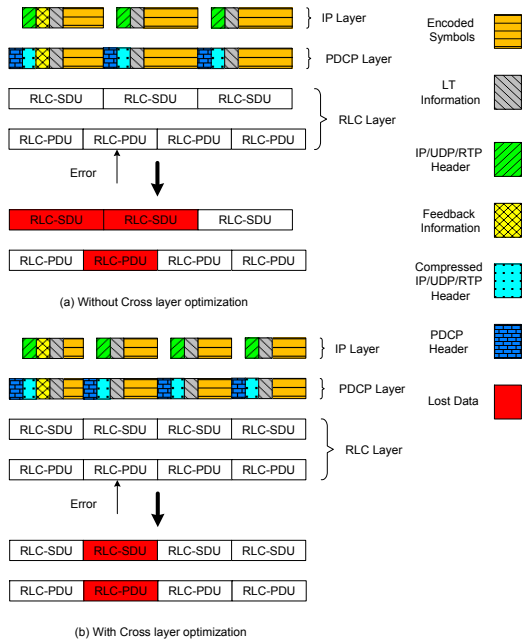 IP Layer
PDCP Layer
RLC-SDU RLC-SDU RLC-SDU
RLC Layer
RLC-PDU RLC-PDU RLC-PDU RLC-PDU
Error
RLC-SDU RLC-SDU RLC-SDU
RLC-PDU RLC-PDU RLC-PDU RLC-PDU
(a) Without Cross layer optimization
IP Layer
PDCP Layer
RLC-SDU RLC-SDU RLC-SDU RLC-SDU
RLC Layer
RLC-PDU RLC-PDU RLC-PDU RLC-PDU
Error
RLC-SDU RLC-SDU RLC-SDU RLC-SDU
RLC-PDU RLC-PDU RLC-PDU RLC-PDU
(b) With Cross layer optimization
Encoded
Symbols
LT
Information
IP/UDP/RTP
Header
Feedback
Information
Compressed
IP/UDP/RTP
Header
PDCP
Header
Lost Data